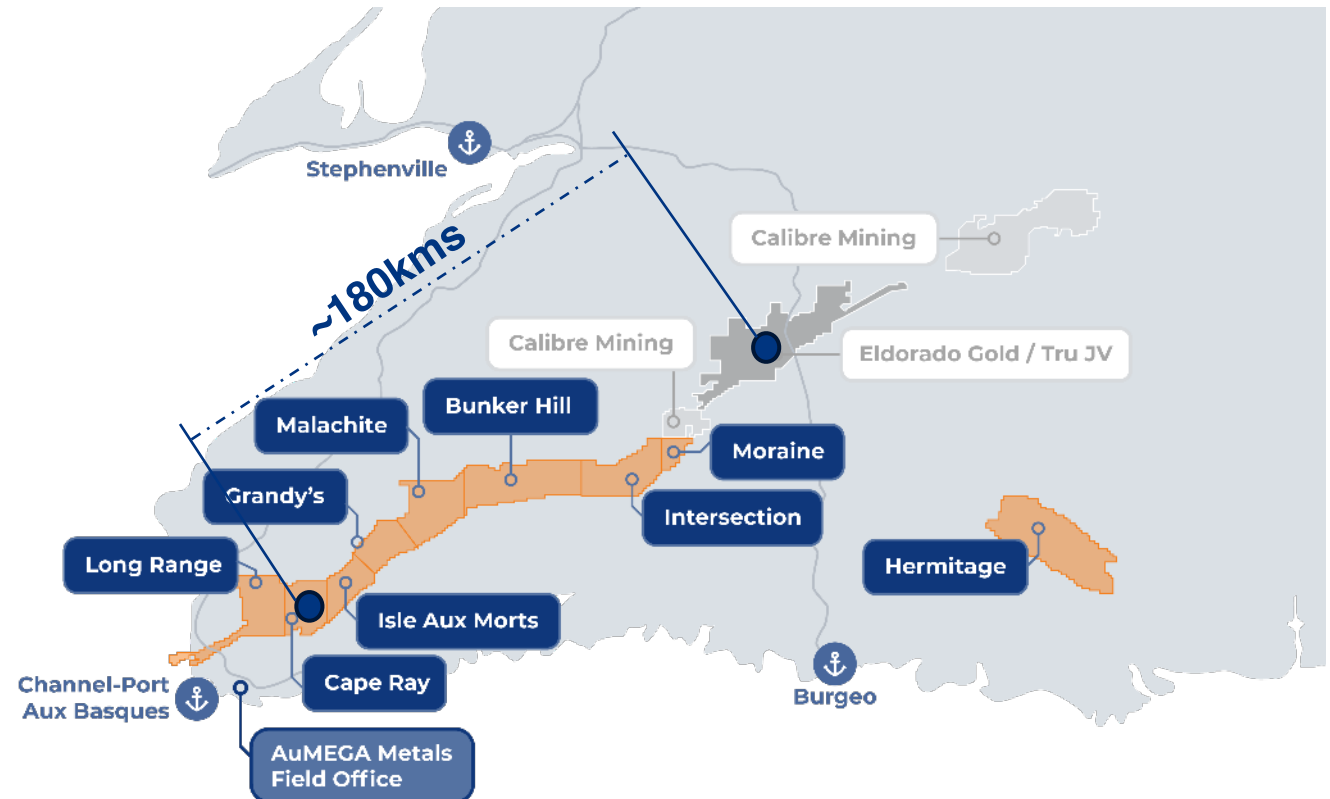 Stephenville
~180kms
Calibre Mining
Calibre Mining
Eldorado Gold / Tru JV
Bunker Hill
Malachite
Moraine
Grandy's
Intersection
Long Range
Hermitage
Isle Aux Morts
Cape Ray
Channel-Port
Aux Basques
Burgeo
AuMEGA Metals
Field Office